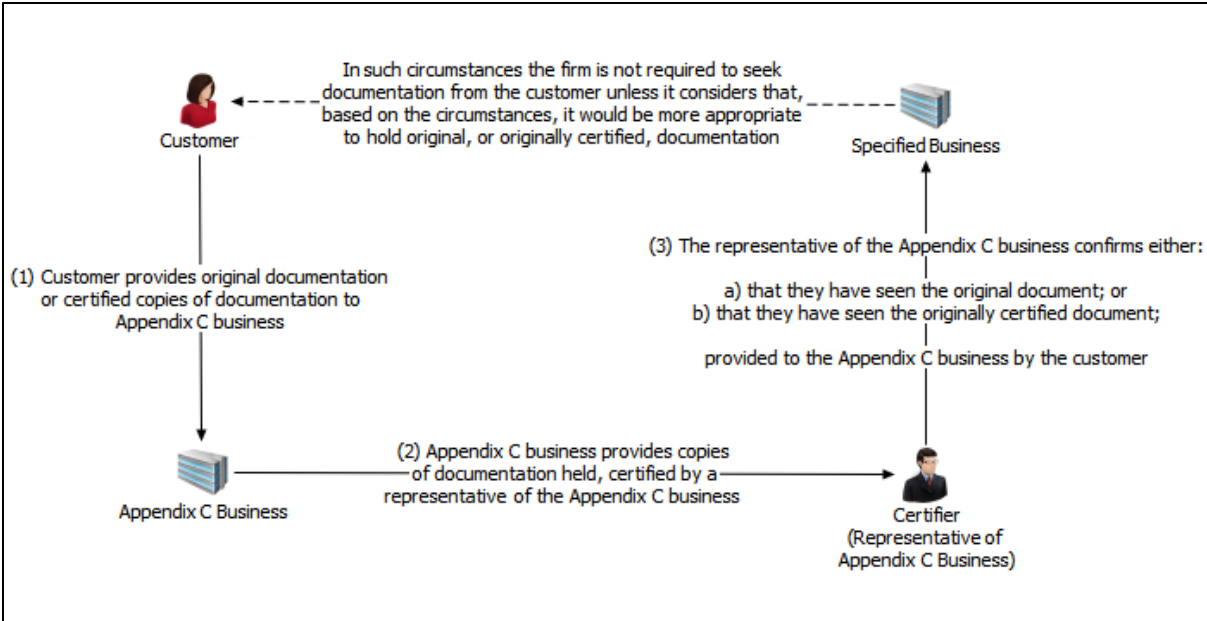 In such circumstances the firm is not required to seek
documentation from the customer unless it considers that,
based on the circumstances, it would be more appropriate
to hold original, or originally certified, documentation
Customer
Specified Business
(1) Customer provides original documentation
or certified copies of documentation to
Appendix C business
(3) The representative of the Appendix C business confirms either:
a) that they have seen the original document; or
b) that they have seen the originally certified document;
provided to the Appendix C business by the customer
(2) Appendix C business provides copies
of documentation held, certified by a
representative of the Appendix C business
Appendix C Business
Certifier
(Representative of
Appendix C Business)